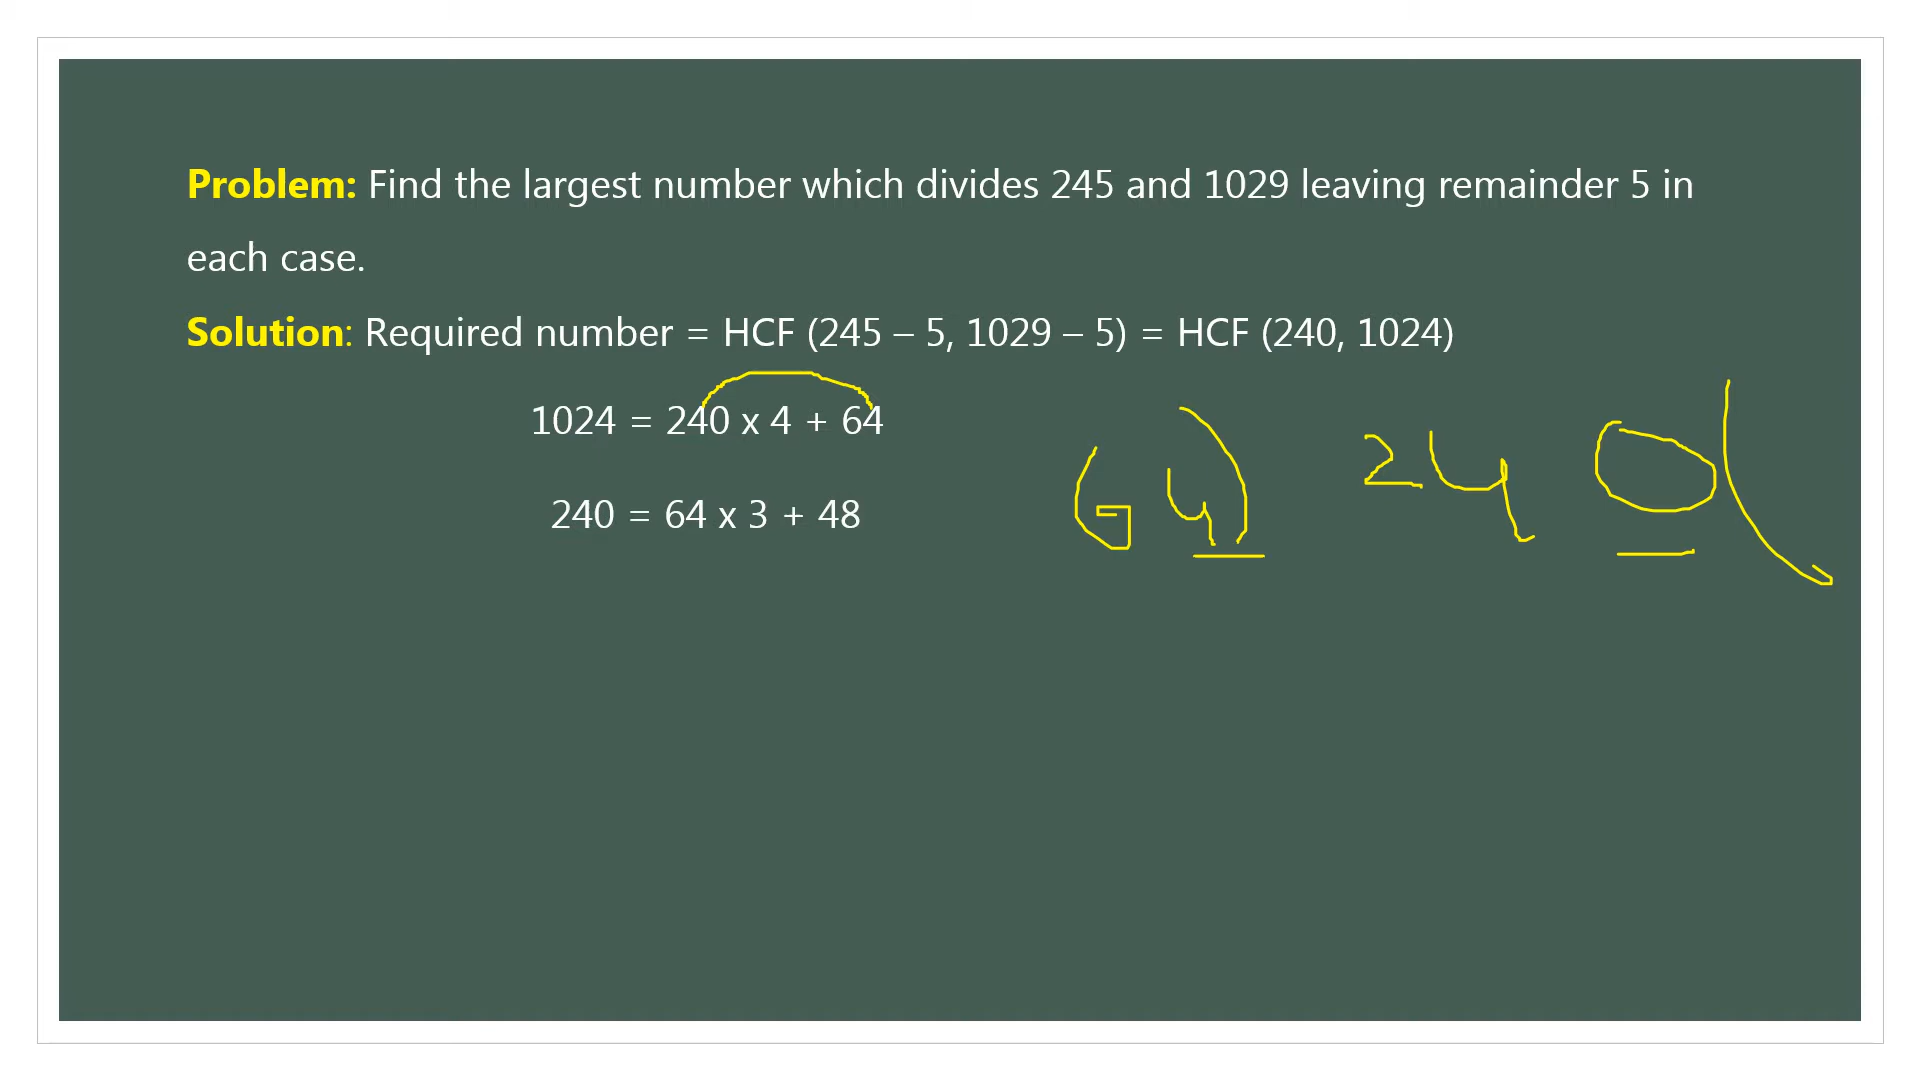 Problem: Find the largest number which divides 245 and 1029 leaving remainder 5 in
each case.
Solution: Required number = HCF (245 – 5, 1029 – 5) = HCF (240, 1024)
1024 = 240 x 4 + 64
240 = 64 x 3 + 48
64) 240 (